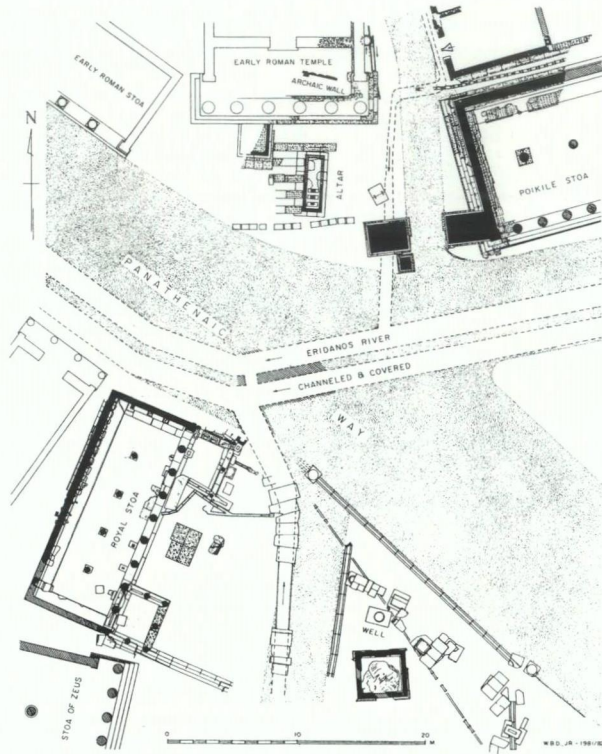 EARLY ROMAN STOA
EARLY ROMAN TEMPLE
ARCHAIC WALL
N
ALTAR
POIKILE STOA
PANATHENAIC
ERIDANOS RIVER
CHANNELED & COVERED
WAY
ROYAL STOA
WELL
STOA OF ZEUS
0 10 20
M